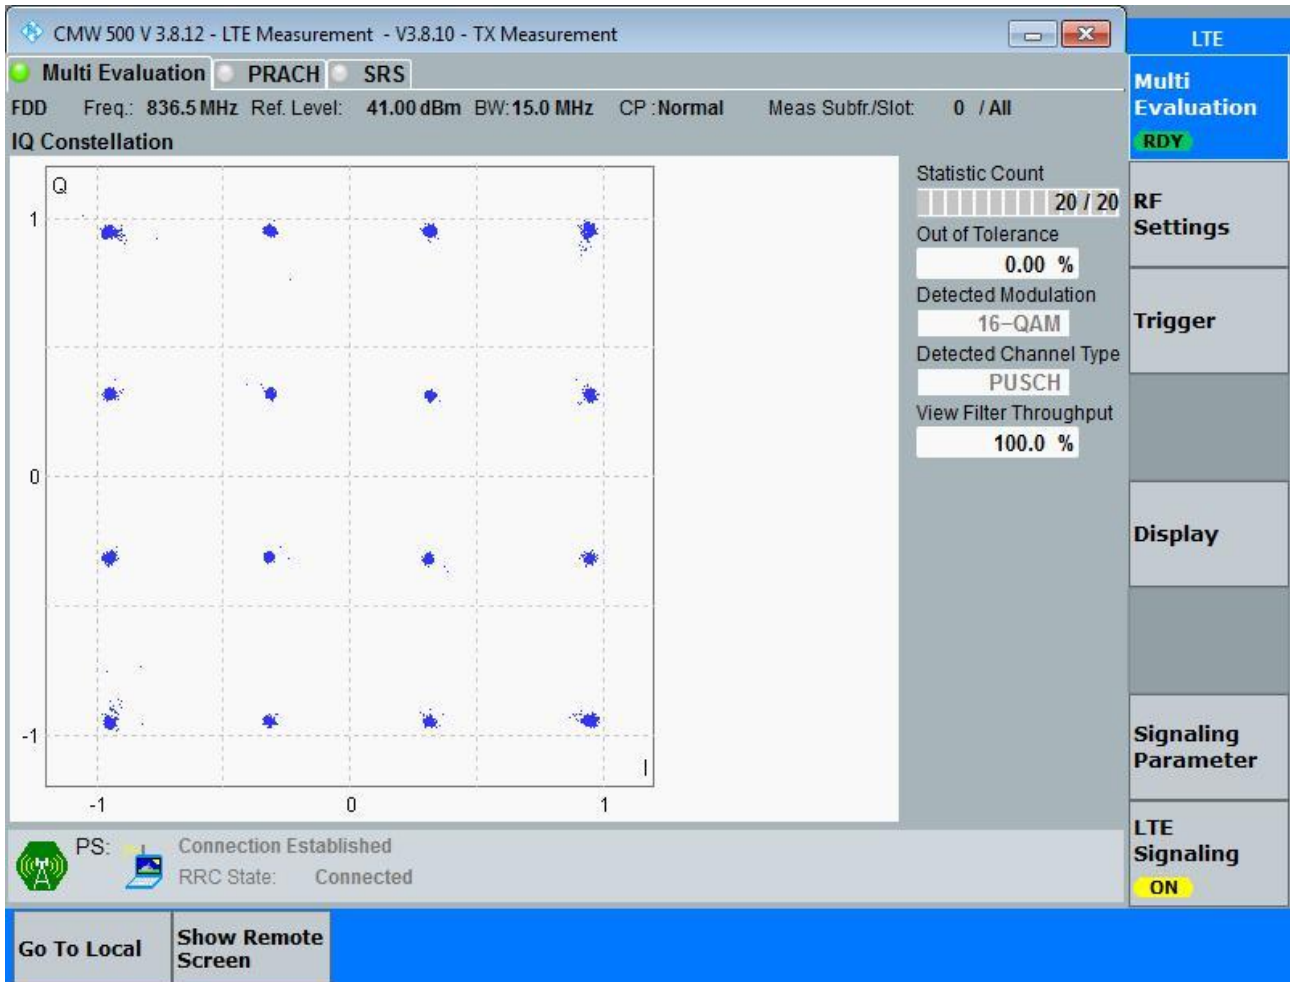 CMW 500 V 3.8.12 - LTE Measurement - V3.8.10 - TX Measurement
LTE
Multi Evaluation PRACH SRS
FDD Freq.: 836.5 MHz Ref. Level: 41.00 dBm BW: 15.0 MHz CP : Normal Meas Subfr./Slot: 0 / All
IQ Constellation
Q
1
0
-1
I
-1 0 1
Statistic Count
20 / 20
Out of Tolerance
0.00 %
Detected Modulation
16-QAM
Detected Channel Type
PUSCH
View Filter Throughput
100.0 %
Multi
Evaluation
RDY
RF
Settings
Trigger
Display
Signaling
Parameter
LTE
Signaling
ON
PS: Connection Established
RRC State: Connected
Go To Local
Show Remote
Screen